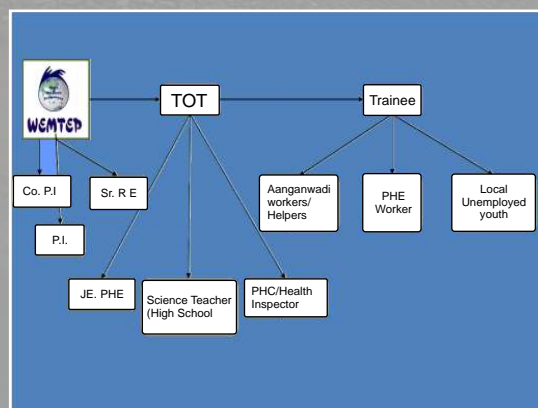 WEMTEP
TOT
Trainee
Co. P.I
Sr. R E
P.I.
Aanganwadi
workers/
Helpers
PHE
Worker
Local
Unemployed
youth
JE. PHE
Science Teacher
(High School
PHC/Health
Inspector